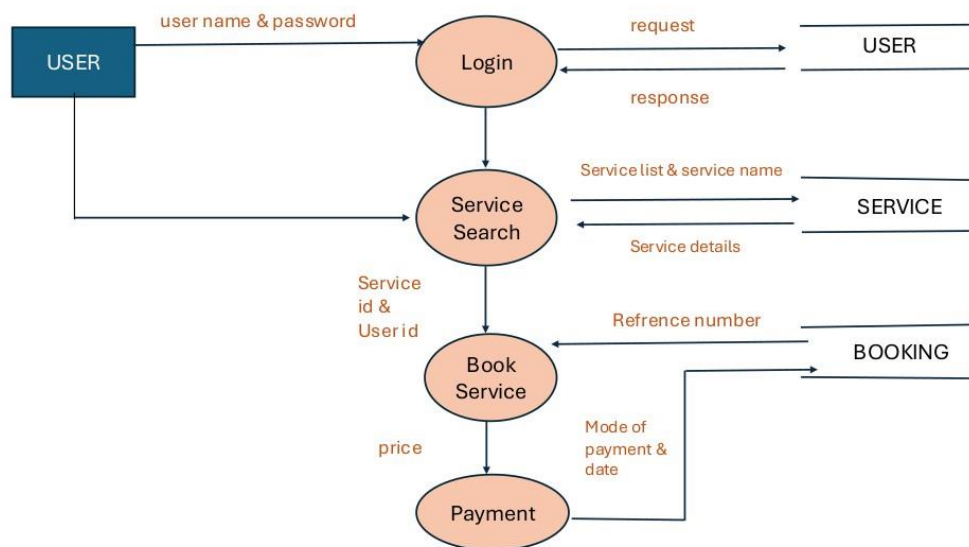 user name & password
USER
Login
request
USER
response
Service list & service name
Service
Search
SERVICE
Service details
Service
id &
User id
Refrence number
BOOKING
Book
Service
price
Mode of
payment &
date
Payment